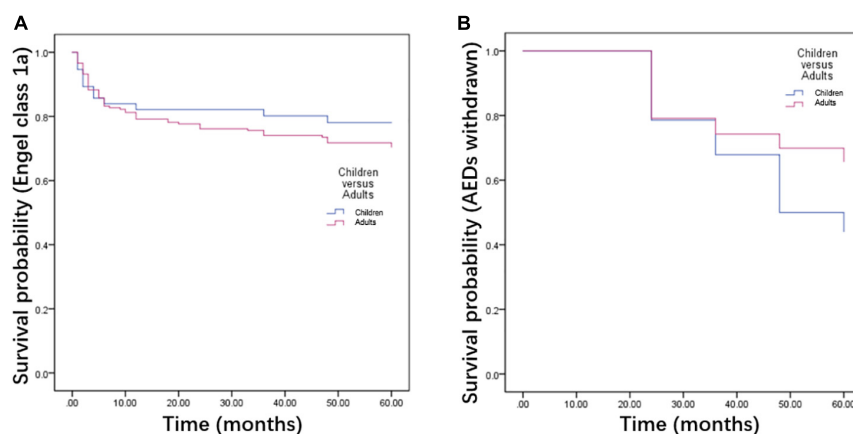 A
Survival probability (Engel class 1a)
1.0
0.8
0.6
0.4
0.2
0.0
Children
versus
Adults
Children
Adults
.00 10.00 20.00 30.00 40.00 50.00 60.00
Time (months)
B
Survival probability (AEDs withdrawn)
1.0
0.8
0.6
0.4
0.2
0.0
Children
versus
Adults
Children
Adults
.00 10.00 20.00 30.00 40.00 50.00 60.00
Time (months)